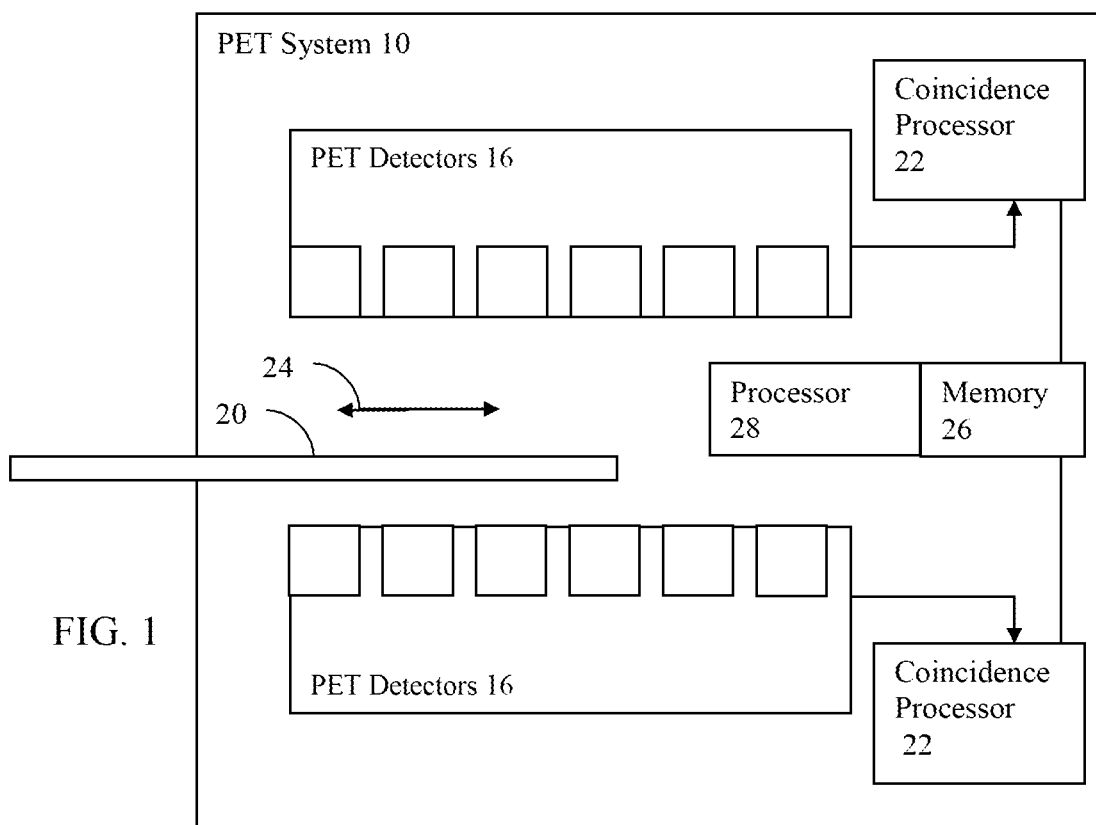 PET System 10
Coincidence
Processor
22
PET Detectors 16
24
20
Processor
28
Memory
26
FIG. 1
PET Detectors 16
Coincidence
Processor
22